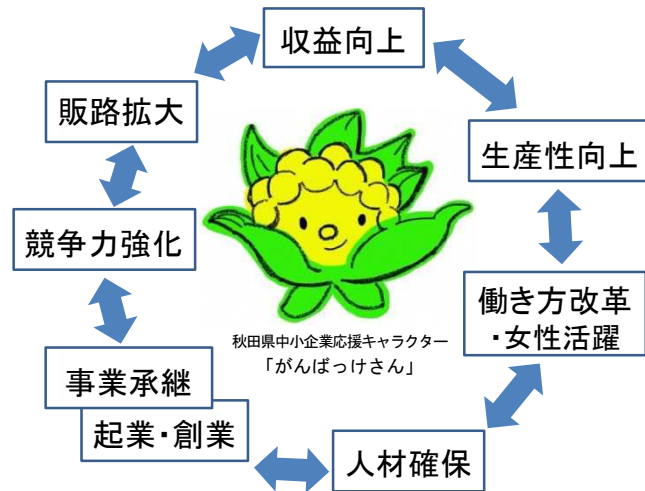 収益向上
販路拡大
生産性向上
競争力強化
働き方改革
・女性活躍
秋田県中小企業応援キャラクター
「がんばっけさん」
事業承継
起業・創業
人材確保